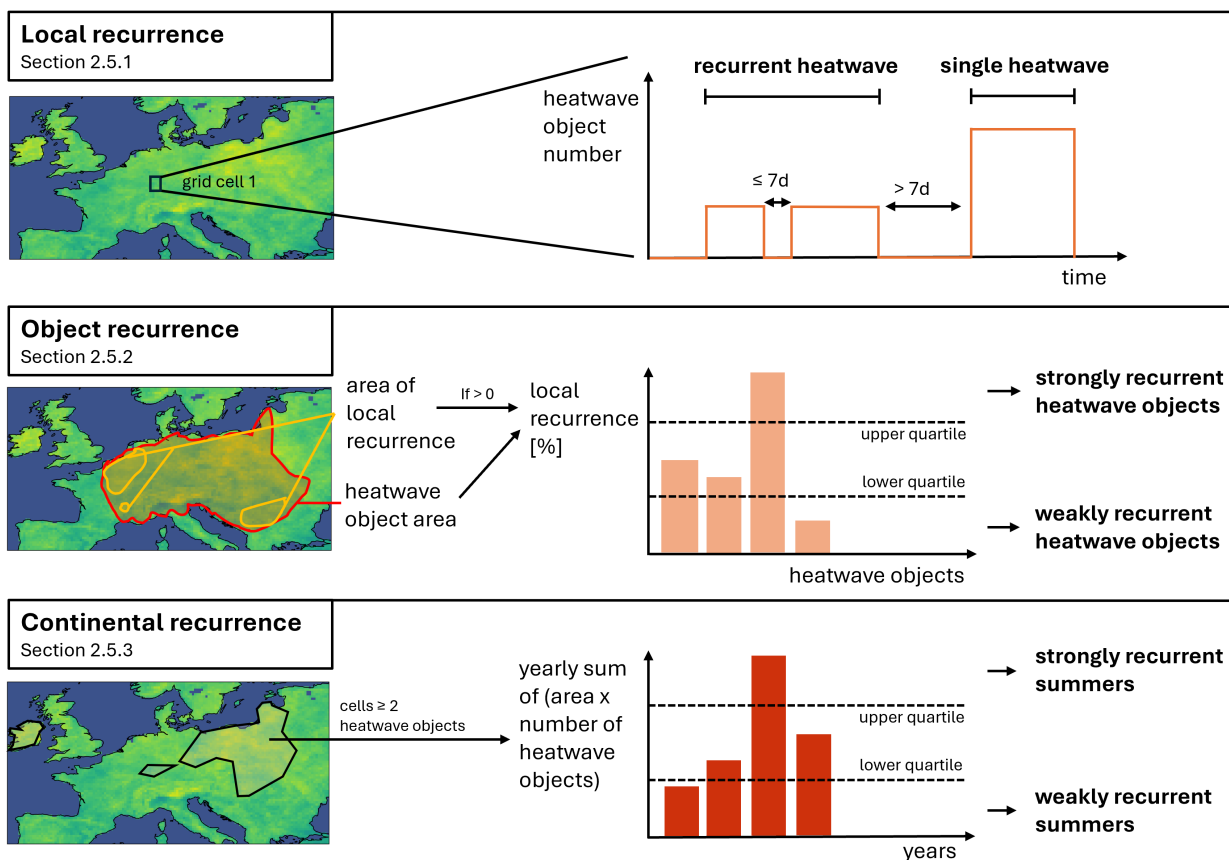 Local recurrence
Section 2.5.1
grid cell 1
heatwave
object
number
recurrent heatwave
single heatwave
≤ 7d
> 7d
time
Object recurrence
Section 2.5.2
area of
local
recurrence
If > 0
local
recurrence
[%]
heatwave
object area
upper quartile
lower quartile
heatwave objects
strongly recurrent
heatwave objects
weakly recurrent
heatwave objects
Continental recurrence
Section 2.5.3
cells ≥ 2
heatwave objects
yearly sum
of (area x
number of
heatwave
objects)
upper quartile
lower quartile
years
strongly recurrent
summers
weakly recurrent
summers